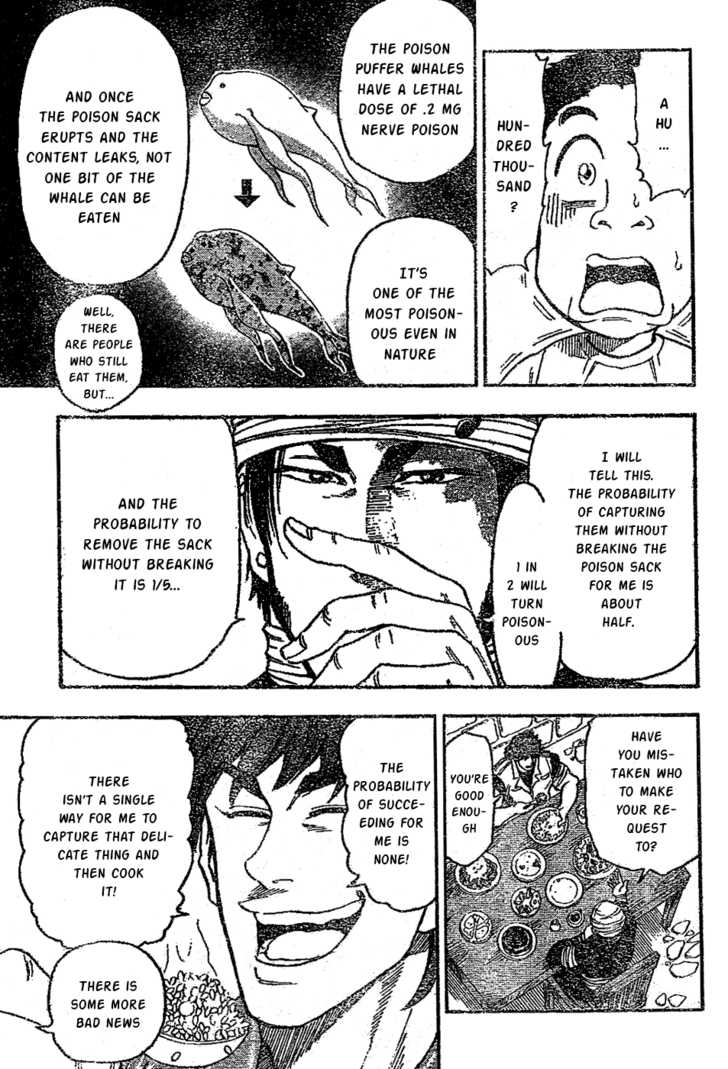 A
HU
...
HUN-
DRED
THOU-
SAND
?
THE POISON
PUFFER WHALES
HAVE A LETHAL
DOSE OF .2 MG
NERVE POISON
IT'S
ONE OF THE
MOST POISON-
OUS EVEN IN
NATURE
AND ONCE
THE POISON SACK
ERUPTS AND THE
CONTENT LEAKS, NOT
ONE BIT OF THE
WHALE CAN BE
EATEN
WELL,
THERE
ARE PEOPLE
WHO STILL
EAT THEM,
BUT...
I WILL
TELL THIS.
THE PROBABILITY
OF CAPTURING
THEM WITHOUT
BREAKING THE
POISON SACK
FOR ME IS
ABOUT
HALF.
1 IN
2 WILL
TURN
POISON-
OUS
AND THE
PROBABILITY TO
REMOVE THE SACK
WITHOUT BREAKING
IT IS 1/5...
HAVE
YOU MIS-
TAKEN WHO
TO MAKE
YOUR RE-
QUEST
TO?
YOU'RE
GOOD
ENOU-
GH
THE
PROBABILITY
OF SUCCE-
EDING FOR
ME IS
NONE!
THERE
ISN'T A SINGLE
WAY FOR ME TO
CAPTURE THAT DELI-
CATE THING AND
THEN COOK
IT!
THERE IS
SOME MORE
BAD NEWS